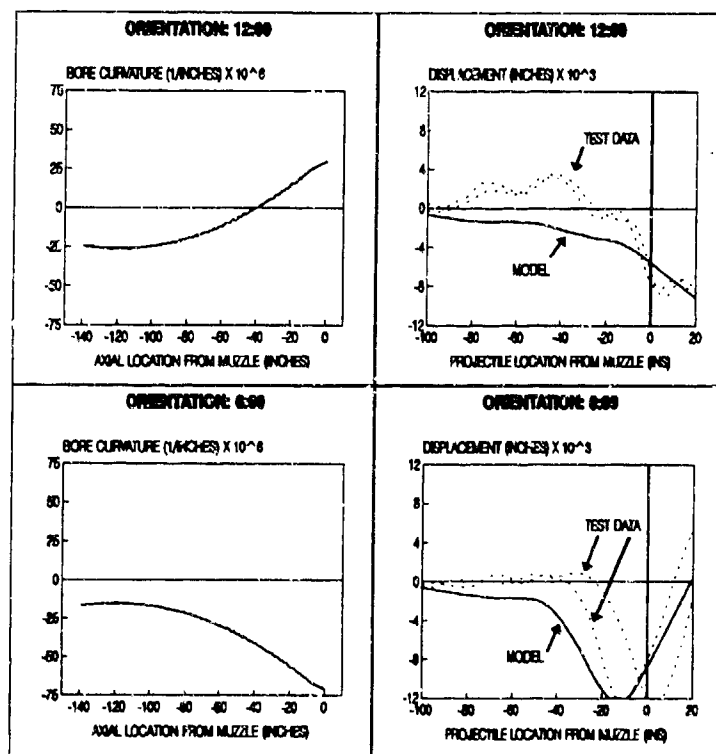 ORIENTATION: 12:00
BORE CURVATURE (1/INCHES) X 10^6
75
50
25
0
-25
-50
-75
-140 -120 -100 -80 -60 -40 -20 0
AXIAL LOCATION FROM MUZZLE (INCHES)
ORIENTATION: 12:00
DISPLACEMENT (INCHES) X 10^3
12
8
4
0
-4
-8
-12
TEST DATA
MODEL
-100 -80 -60 -40 -20 0 20
PROJECTILE LOCATION FROM MUZZLE (INS)
ORIENTATION: 6:00
BORE CURVATURE (1/INCHES) X 10^6
75
50
25
0
-25
-50
-75
-140 -120 -100 -80 -60 -40 -20 0
AXIAL LOCATION FROM MUZZLE (INCHES)
ORIENTATION: 6:00
DISPLACEMENT (INCHES) X 10^3
12
8
4
0
-4
-8
-12
TEST DATA
MODEL
-100 -80 -60 -40 -20 0 20
PROJECTILE LOCATION FROM MUZZLE (INS)